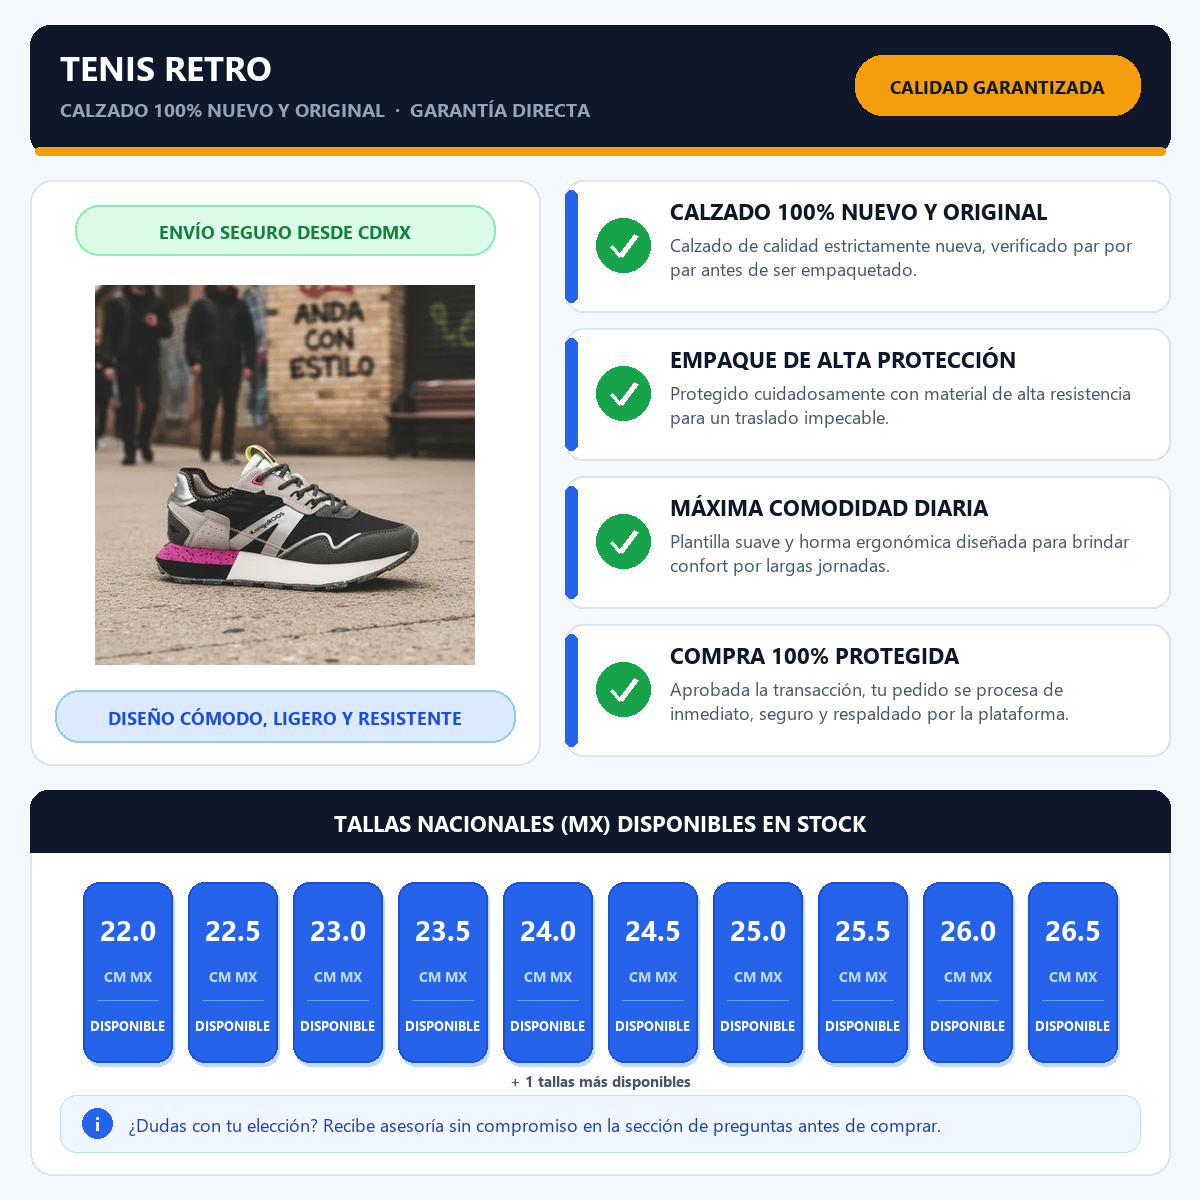 TENIS RETRO
CALZADO 100% NUEVO Y ORIGINAL · GARANTÍA DIRECTA
CALIDAD GARANTIZADA
ENVÍO SEGURO DESDE CDMX
ANDA
CON
ESTILO
KangaROOS
DISEÑO CÓMODO, LIGERO Y RESISTENTE
CALZADO 100% NUEVO Y ORIGINAL
Calzado de calidad estrictamente nueva, verificado par por
par antes de ser empaquetado.
EMPAQUE DE ALTA PROTECCIÓN
Protegido cuidadosamente con material de alta resistencia
para un traslado impecable.
MÁXIMA COMODIDAD DIARIA
Plantilla suave y horma ergonómica diseñada para brindar
confort por largas jornadas.
COMPRA 100% PROTEGIDA
Aprobada la transacción, tu pedido se procesa de
inmediato, seguro y respaldado por la plataforma.
TALLAS NACIONALES (MX) DISPONIBLES EN STOCK
22.0 22.5 23.0 23.5 24.0 24.5 25.0 25.5 26.0 26.5
CM MX CM MX CM MX CM MX CM MX CM MX CM MX CM MX CM MX CM MX
DISPONIBLE DISPONIBLE DISPONIBLE DISPONIBLE DISPONIBLE DISPONIBLE DISPONIBLE DISPONIBLE DISPONIBLE DISPONIBLE
+ 1 tallas más disponibles
i ¿Dudas con tu elección? Recibe asesoría sin compromiso en la sección de preguntas antes de comprar.